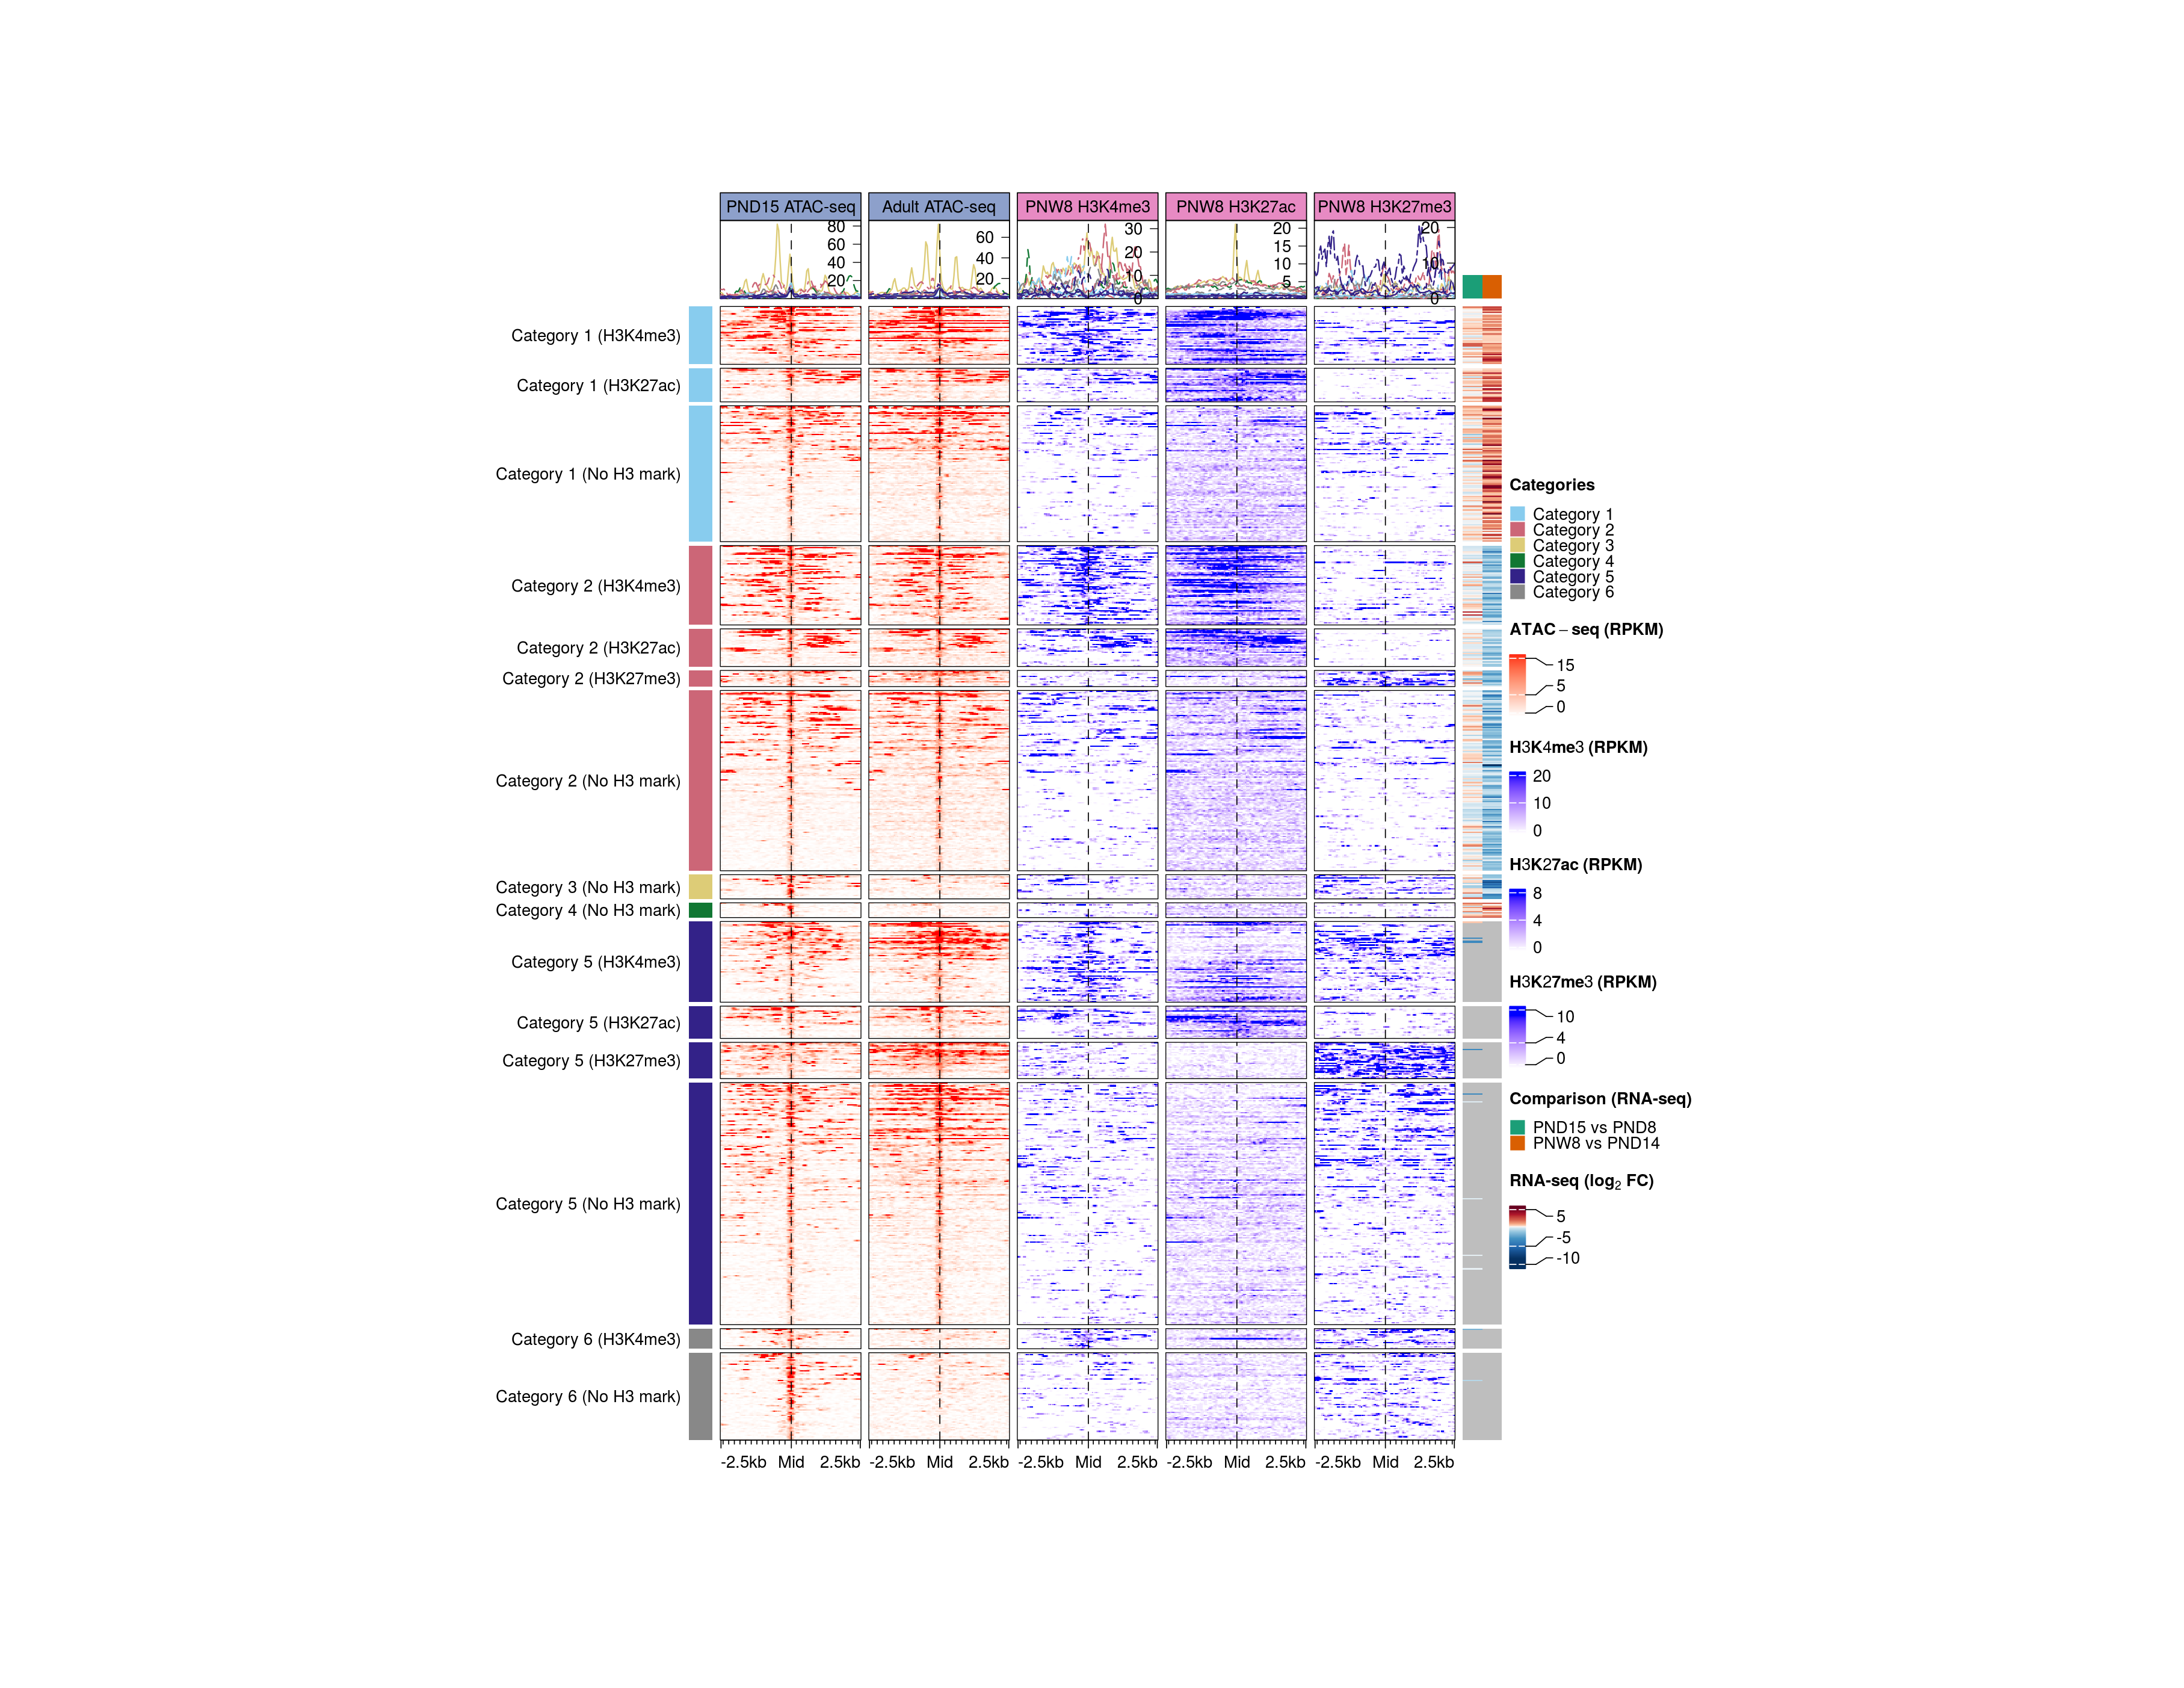 PND15 ATAC-seq Adult ATAC-seq PNW8 H3K4me3 PNW8 H3K27ac PNW8 H3K27me3
80
60
40
20
60
40
20
30
20
10
0
20
15
10
5
20
10
0
Category 1 (H3K4me3)
Category 1 (H3K27ac)
Category 1 (No H3 mark)
Category 2 (H3K4me3)
Category 2 (H3K27ac)
Category 2 (H3K27me3)
Category 2 (No H3 mark)
Category 3 (No H3 mark)
Category 4 (No H3 mark)
Category 5 (H3K4me3)
Category 5 (H3K27ac)
Category 5 (H3K27me3)
Category 5 (No H3 mark)
Category 6 (H3K4me3)
Category 6 (No H3 mark)
-2.5kb Mid 2.5kb -2.5kb Mid 2.5kb -2.5kb Mid 2.5kb -2.5kb Mid 2.5kb -2.5kb Mid 2.5kb
Categories
Category 1
Category 2
Category 3
Category 4
Category 5
Category 6
ATAC–seq (RPKM)
15
5
0
H3K4me3 (RPKM)
20
10
0
H3K27ac (RPKM)
8
4
0
H3K27me3 (RPKM)
10
4
0
Comparison (RNA-seq)
PND15 vs PND8
PNW8 vs PND14
RNA-seq (log₂ FC)
5
-5
-10